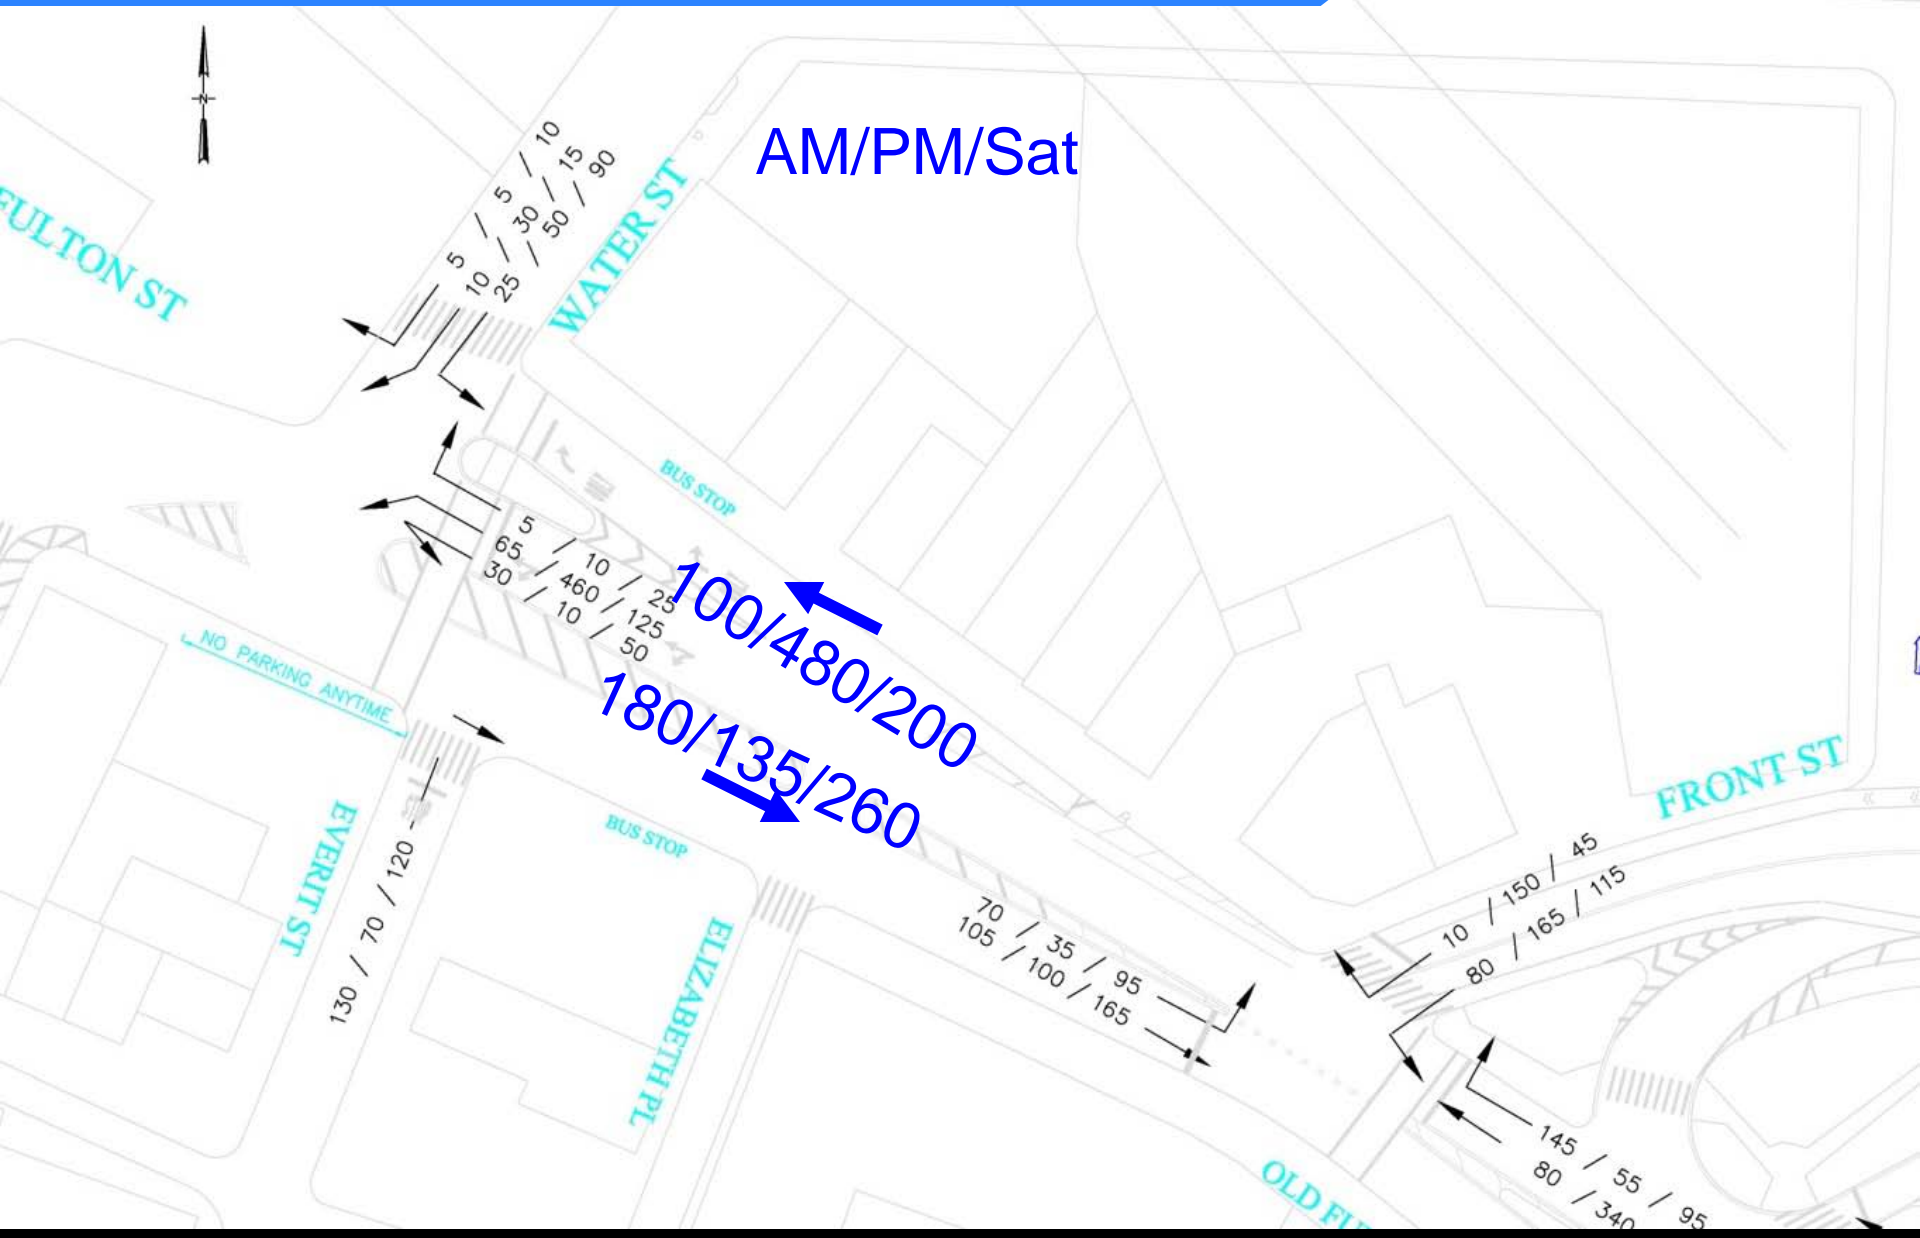 N
AM/PM/Sat
5 / 5 / 10
10 / 30 / 15
25 / 50 / 90
WATER ST
FULTON ST
BUS STOP
5 / 10 / 25
65 / 460 / 125
30 / 10 / 50
100/480/200
180/135/260
NO PARKING ANYTIME
EVERIT ST
130 / 70 / 120
BUS STOP
ELIZABETH PL
70 / 35 / 95
105 / 100 / 165
FRONT ST
10 / 150 / 45
80 / 165 / 115
145 / 55 / 95
80 / 340
OLD